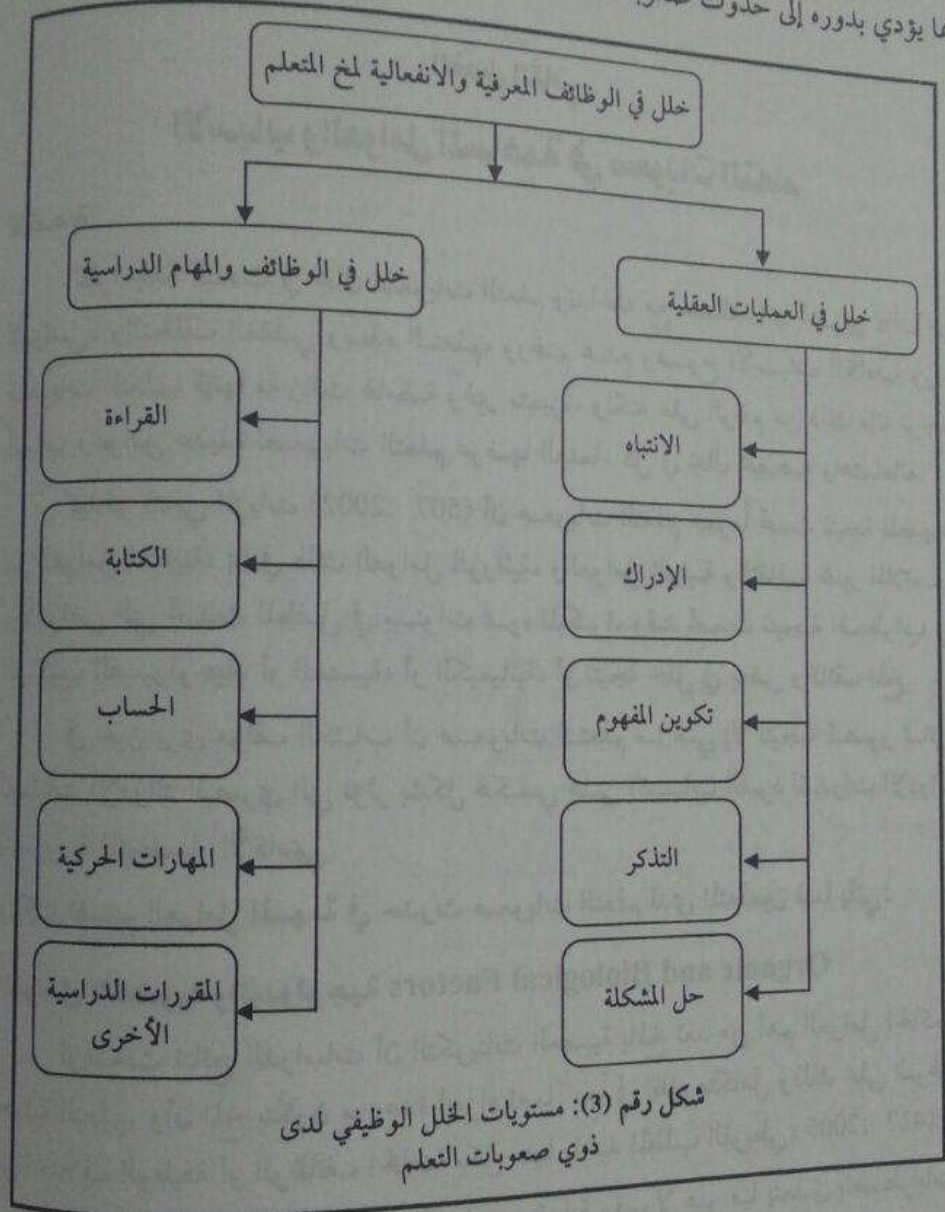 ما يؤدي بدوره إلى حدوث
خلل في الوظائف المعرفية والانفعالية لمخ المتعلم
خلل في العمليات العقلية
الانتباه
الإدراك
تكوين المفهوم
التذكر
حل المشكلة
خلل في الوظائف والمهام الدراسية
القراءة
الكتابة
الحساب
المهارات الحركية
المقررات الدراسية
الأخرى
شكل رقم (3): مستويات الخلل الوظيفي لدى
ذوي صعوبات التعلم